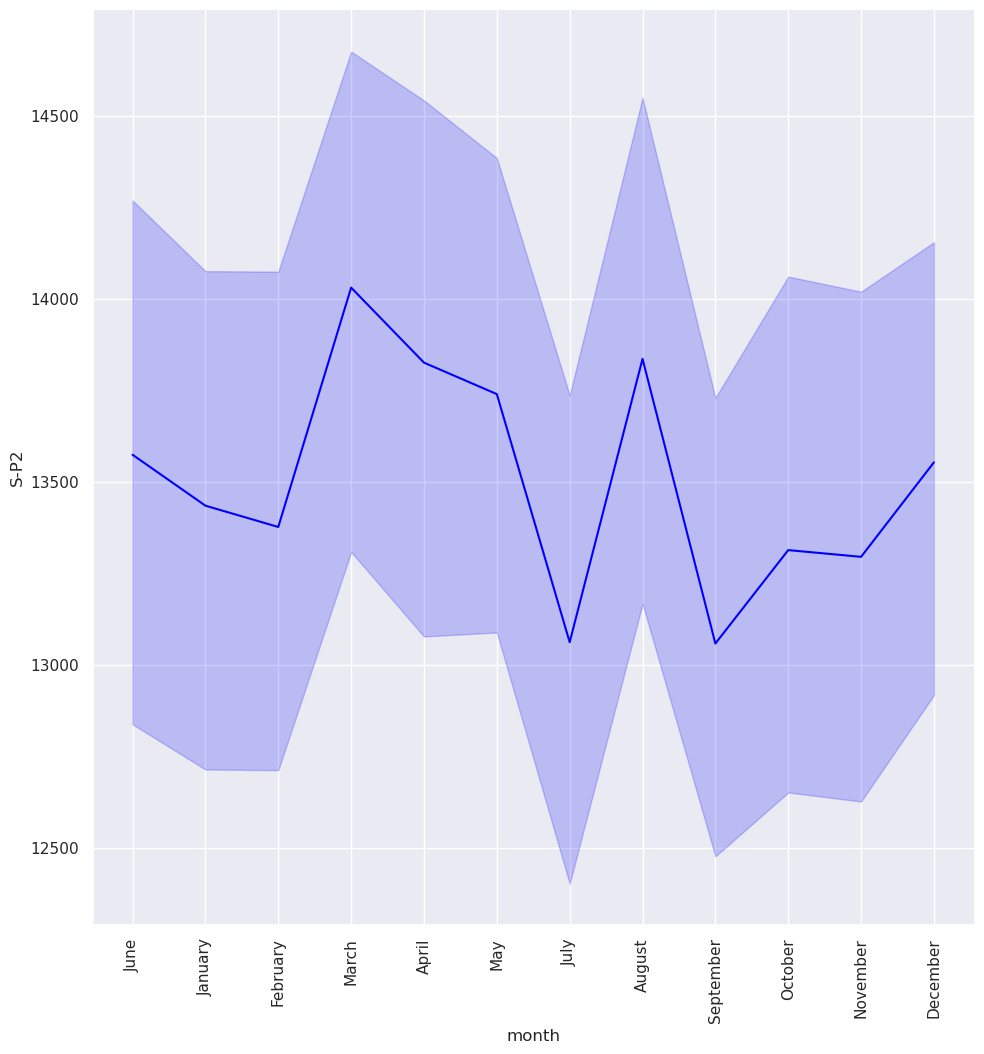 S-P2
14500
14000
13500
13000
12500
June
January
February
March
April
May
July
August
September
October
November
December
month